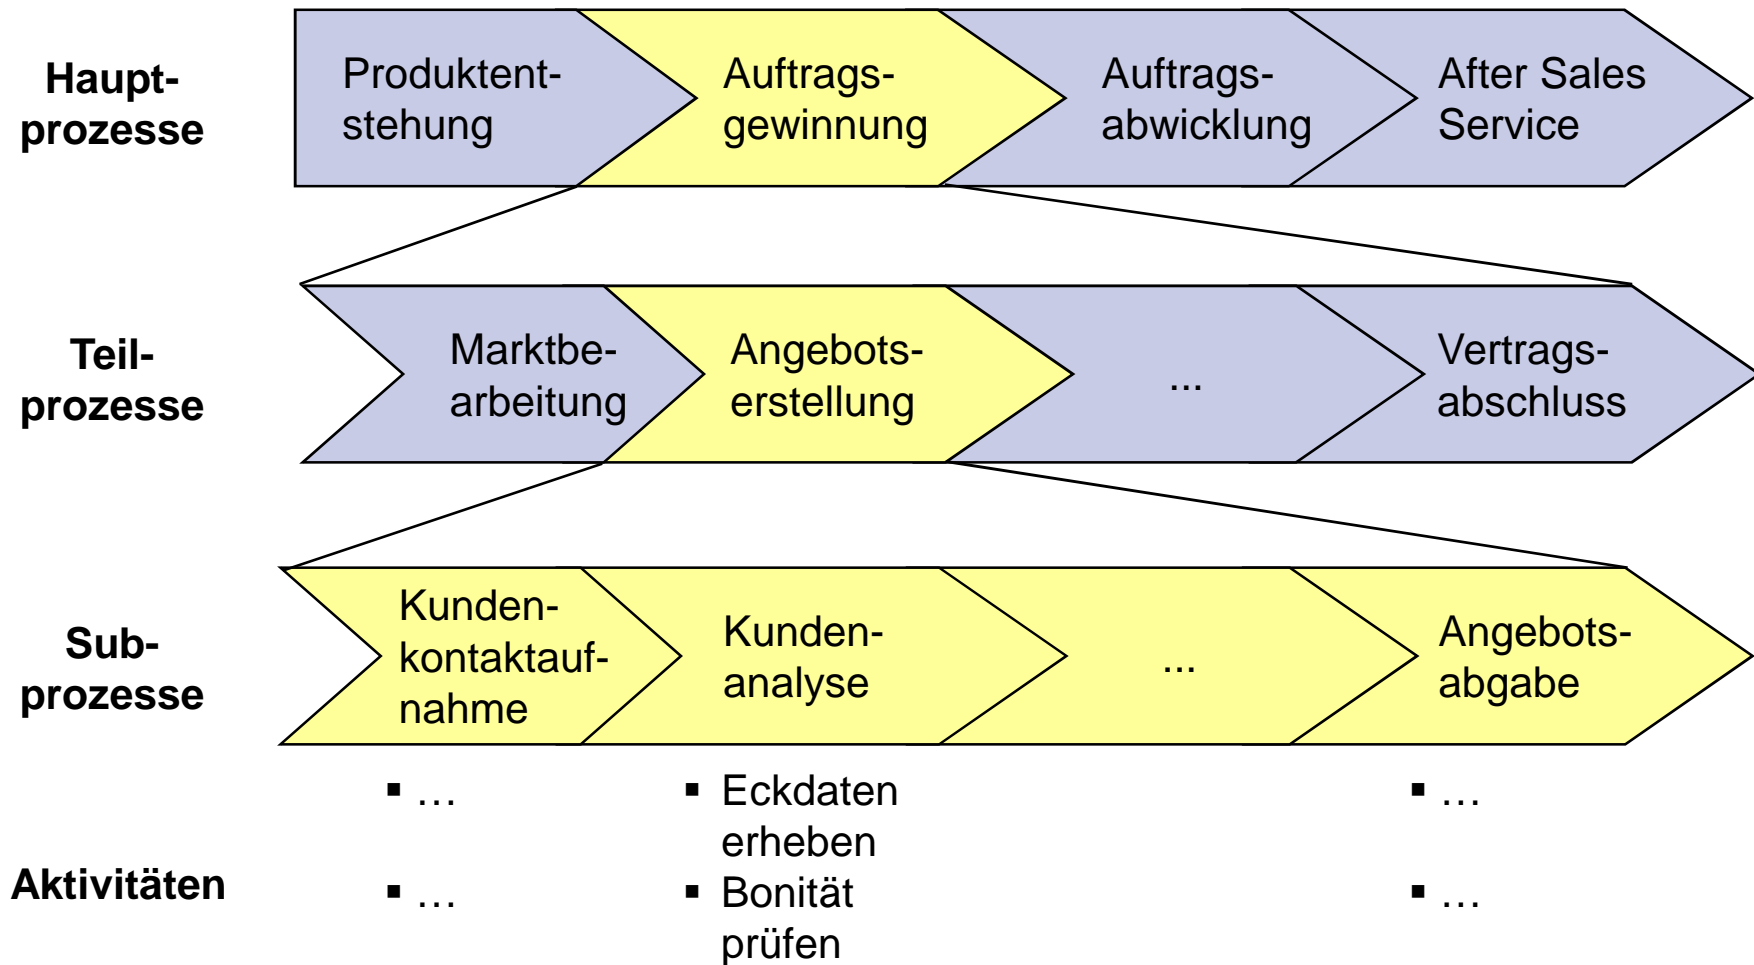 Haupt-
prozesse
Produktent-
stehung
Auftrags-
gewinnung
Auftrags-
abwicklung
After Sales
Service
Teil-
prozesse
Marktbe-
arbeitung
Angebots-
erstellung
...
Vertrags-
abschluss
Sub-
prozesse
Kunden-
kontaktauf-
nahme
Kunden-
analyse
...
Angebots-
abgabe
Aktivitäten
▪ …
▪ …
▪ Eckdaten
erheben
▪ Bonität
prüfen
▪ …
▪ …